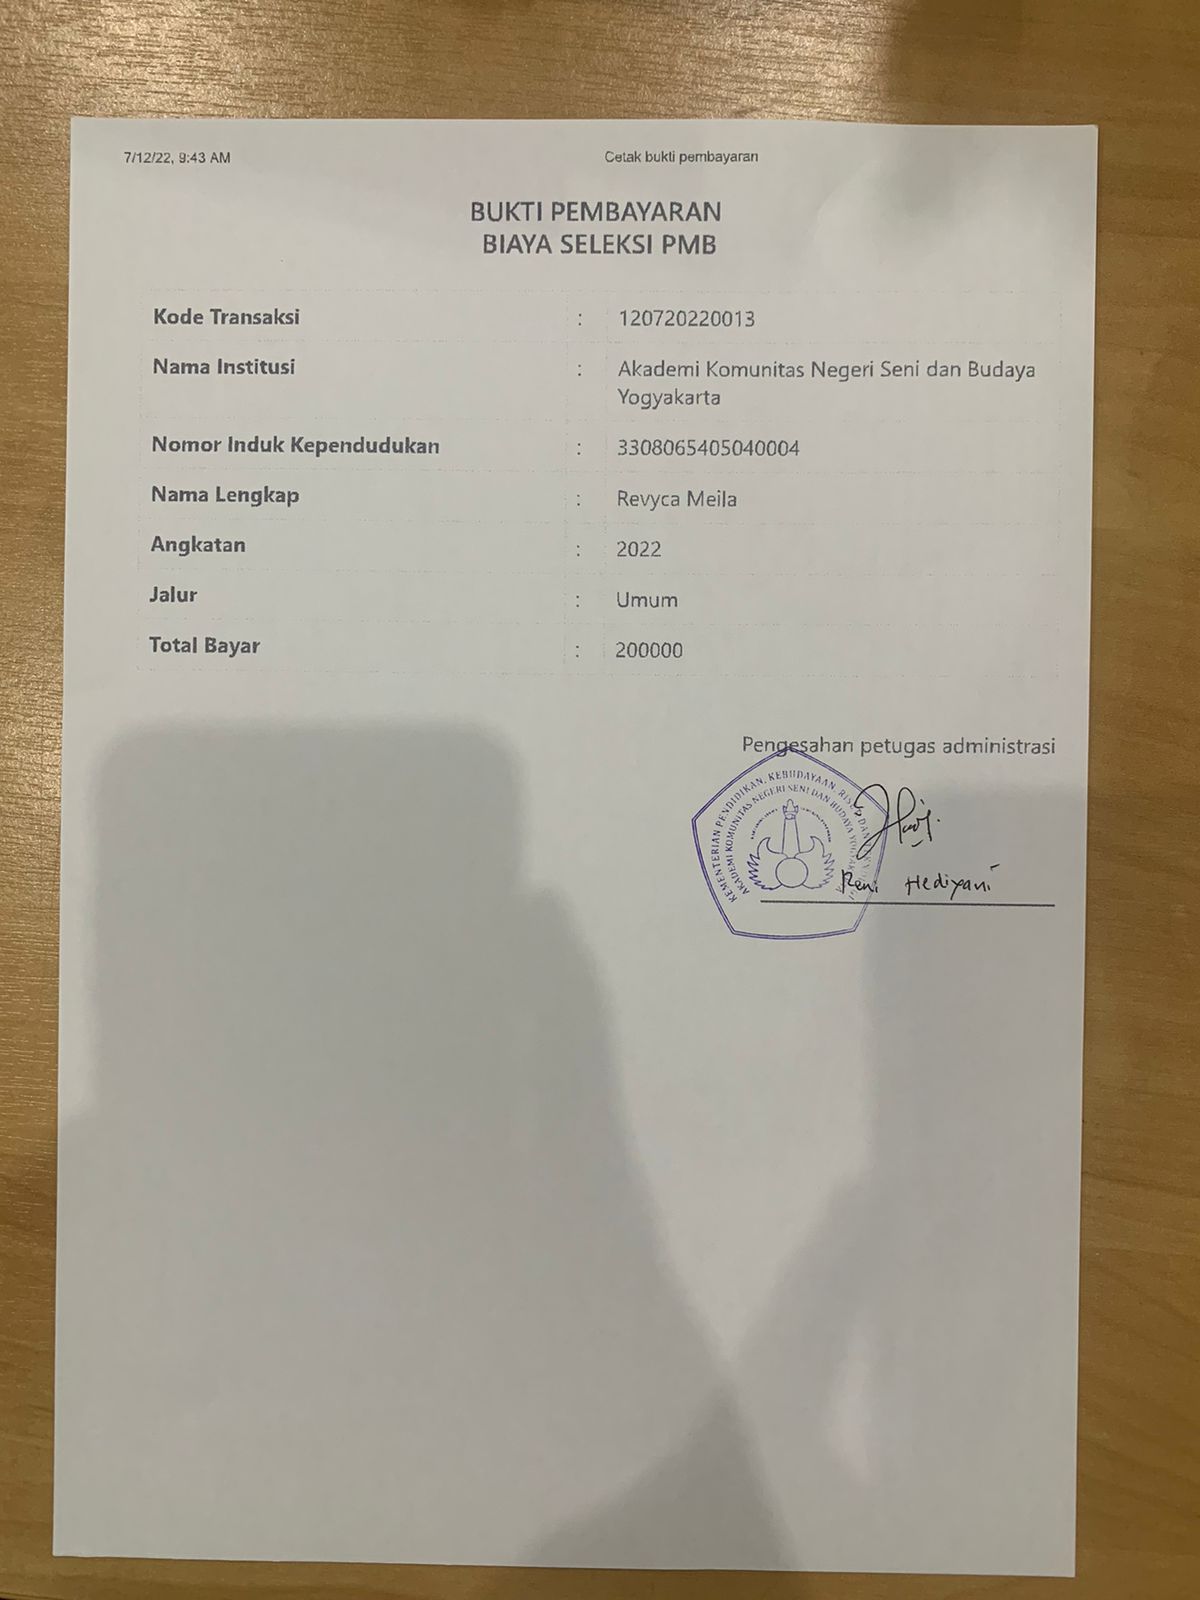 7/12/22, 9:43 AM Cetak bukti pembayaran
BUKTI PEMBAYARAN
BIAYA SELEKSI PMB
Kode Transaksi : 120720220013
Nama Institusi : Akademi Komunitas Negeri Seni dan Budaya
Yogyakarta
Nomor Induk Kependudukan : 3308065405040004
Nama Lengkap : Revyca Meila
Angkatan : 2022
Jalur : Umum
Total Bayar : 200000
Pengesahan petugas administrasi
KEMENTERIAN PENDIDIKAN, KEBUDAYAAN, RISET DAN
AKADEMI KOMUNITAS NEGERI SENI DAN BUDAYA YOGYAKARTA
Reni Hediyani